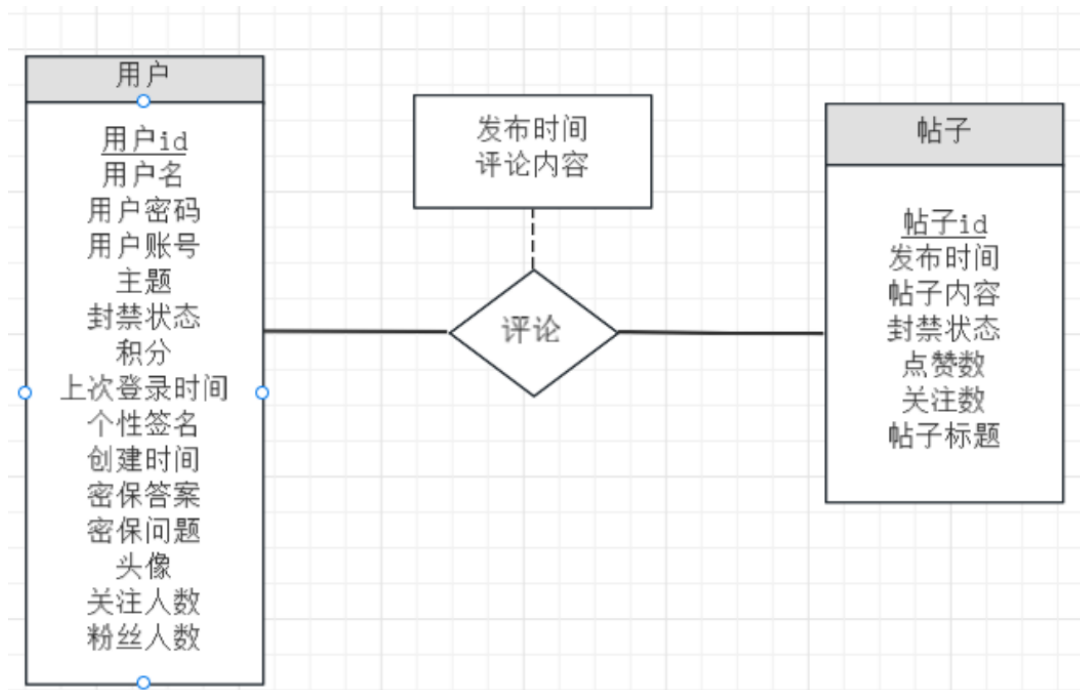 用户
用户id
用户名
用户密码
用户账号
主题
封禁状态
积分
上次登录时间
个性签名
创建时间
密保答案
密保问题
头像
关注人数
粉丝人数
发布时间
评论内容
评论
帖子
帖子id
发布时间
帖子内容
封禁状态
点赞数
关注数
帖子标题